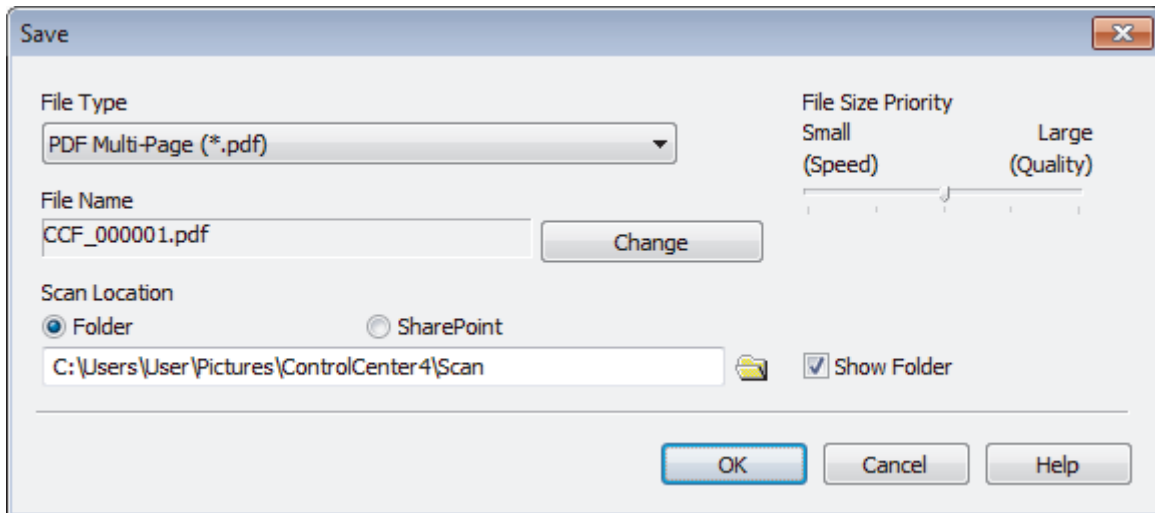 Save
File Type
PDF Multi-Page (*.pdf)
File Size Priority
Small Large
(Speed) (Quality)
File Name
CCF_000001.pdf
Change
Scan Location
Folder SharePoint
C:\Users\User\Pictures\ControlCenter4\Scan
Show Folder
OK Cancel Help